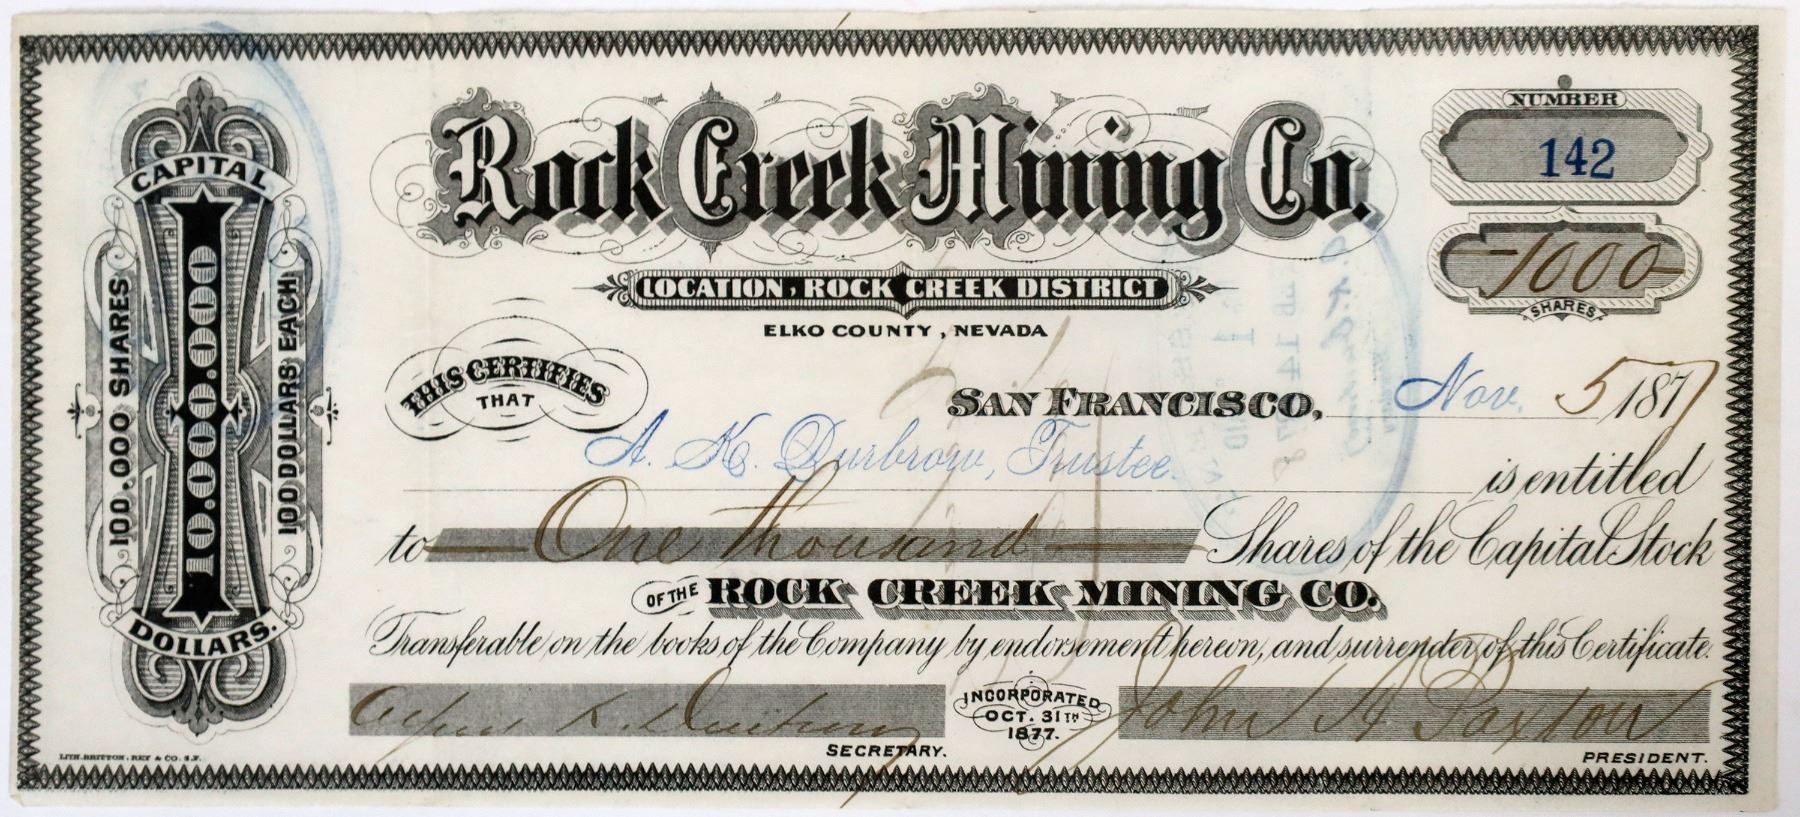 Rock Creek Mining Co.
NUMBER
142
-1000-
SHARES
LOCATION, ROCK CREEK DISTRICT
ELKO COUNTY, NEVADA
CAPITAL
10.000.000
DOLLARS.
100.000 SHARES
100 DOLLARS EACH
THIS CERTIFIES
THAT
SAN FRANCISCO, Nov. 5 1877
A. K. Durbrow, Trustee.
is entitled
to One thousand Shares of the Capital Stock
OF THE ROCK CREEK MINING CO.
Transferable on the books of the Company by endorsement hereon, and surrender of this Certificate.
Alfred K. Durbrow
SECRETARY.
INCORPORATED
OCT. 31TH
1877.
John A Paxton
PRESIDENT.
LITH. BRITTON, REY & CO. S.F.